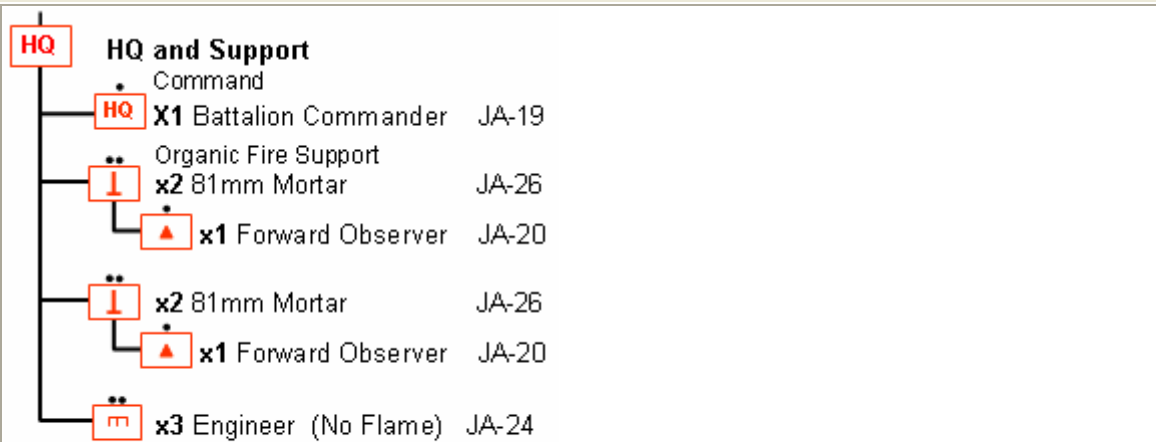 HQ
HQ and Support
Command
HQ X1 Battalion Commander JA-19
Organic Fire Support
x2 81mm Mortar JA-26
x1 Forward Observer JA-20
x2 81mm Mortar JA-26
x1 Forward Observer JA-20
x3 Engineer (No Flame) JA-24